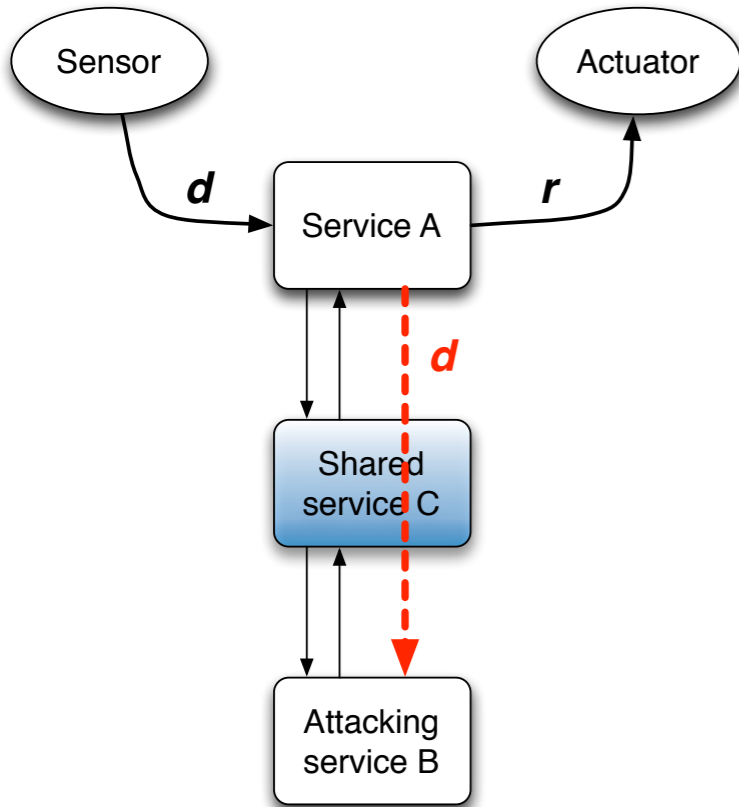 Sensor
Actuator
d
r
Service A
d
Shared
service C
Attacking
service B